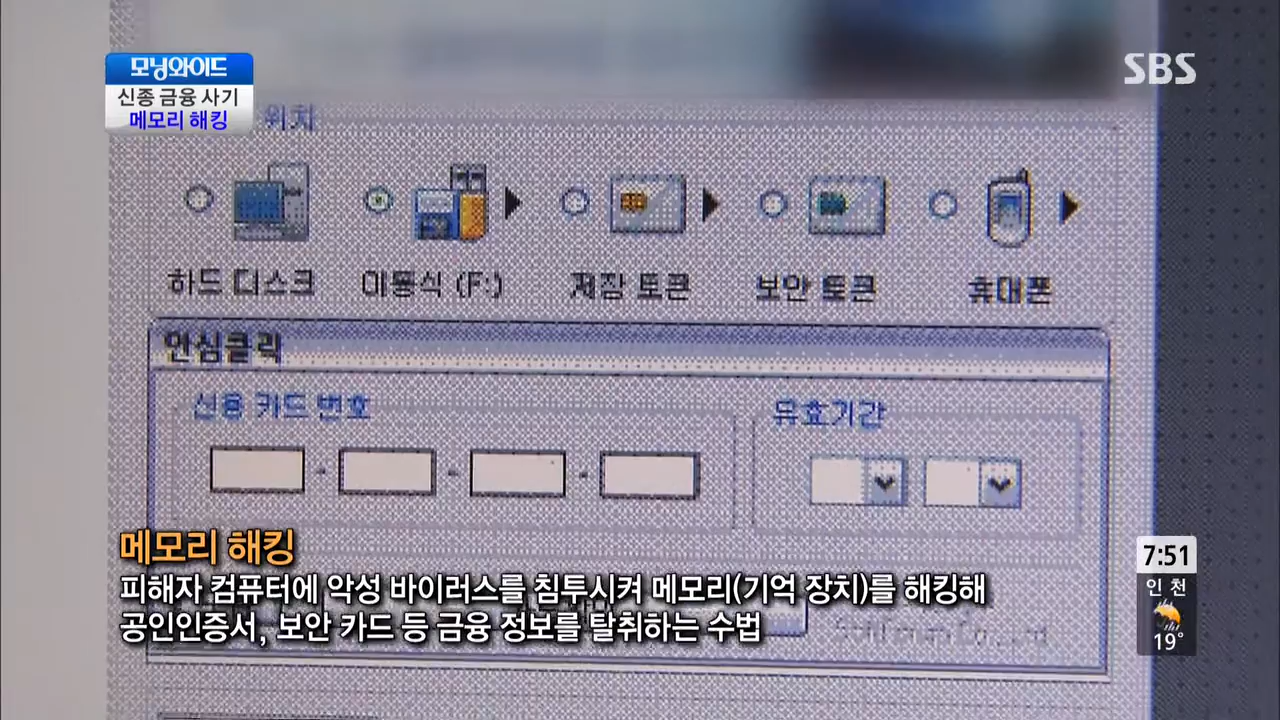 모닝와이드
SBS
신종 금융 사기
메모리 해킹
위치
하드 디스크
이동식 (F:)
저장 토큰
보안 토큰
휴대폰
안심클릭
신용 카드 번호
유효기간
메모리 해킹
피해자 컴퓨터에 악성 바이러스를 침투시켜 메모리(기억 장치)를 해킹해
공인인증서, 보안 카드 등 금융 정보를 탈취하는 수법
7:51
인 천
19°